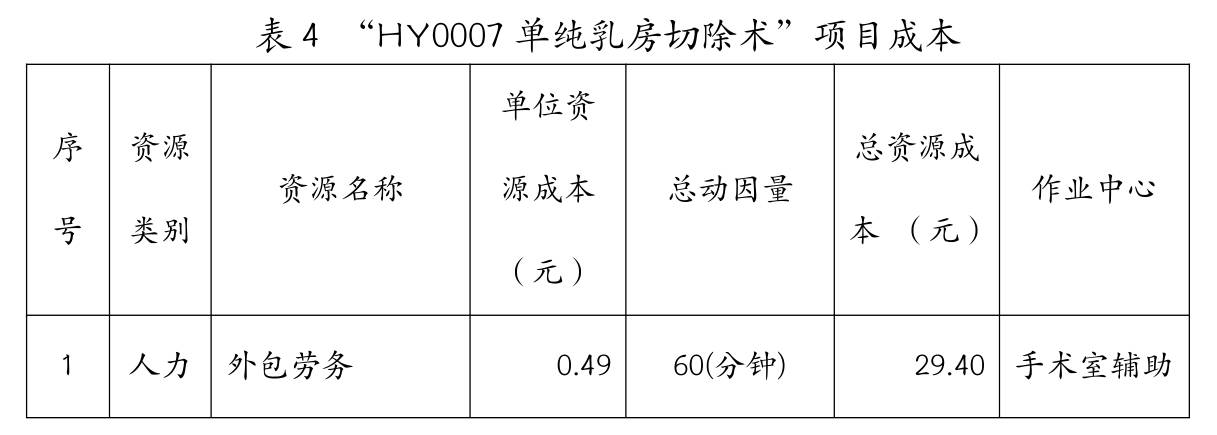 表 4 “HY0007 单纯乳房切除术”项目成本
序号 资源类别 资源名称 单位资源成本（元） 总动因量 总资源成本 （元） 作业中心
1 人力 外包劳务 0.49 60(分钟) 29.40 手术室辅助